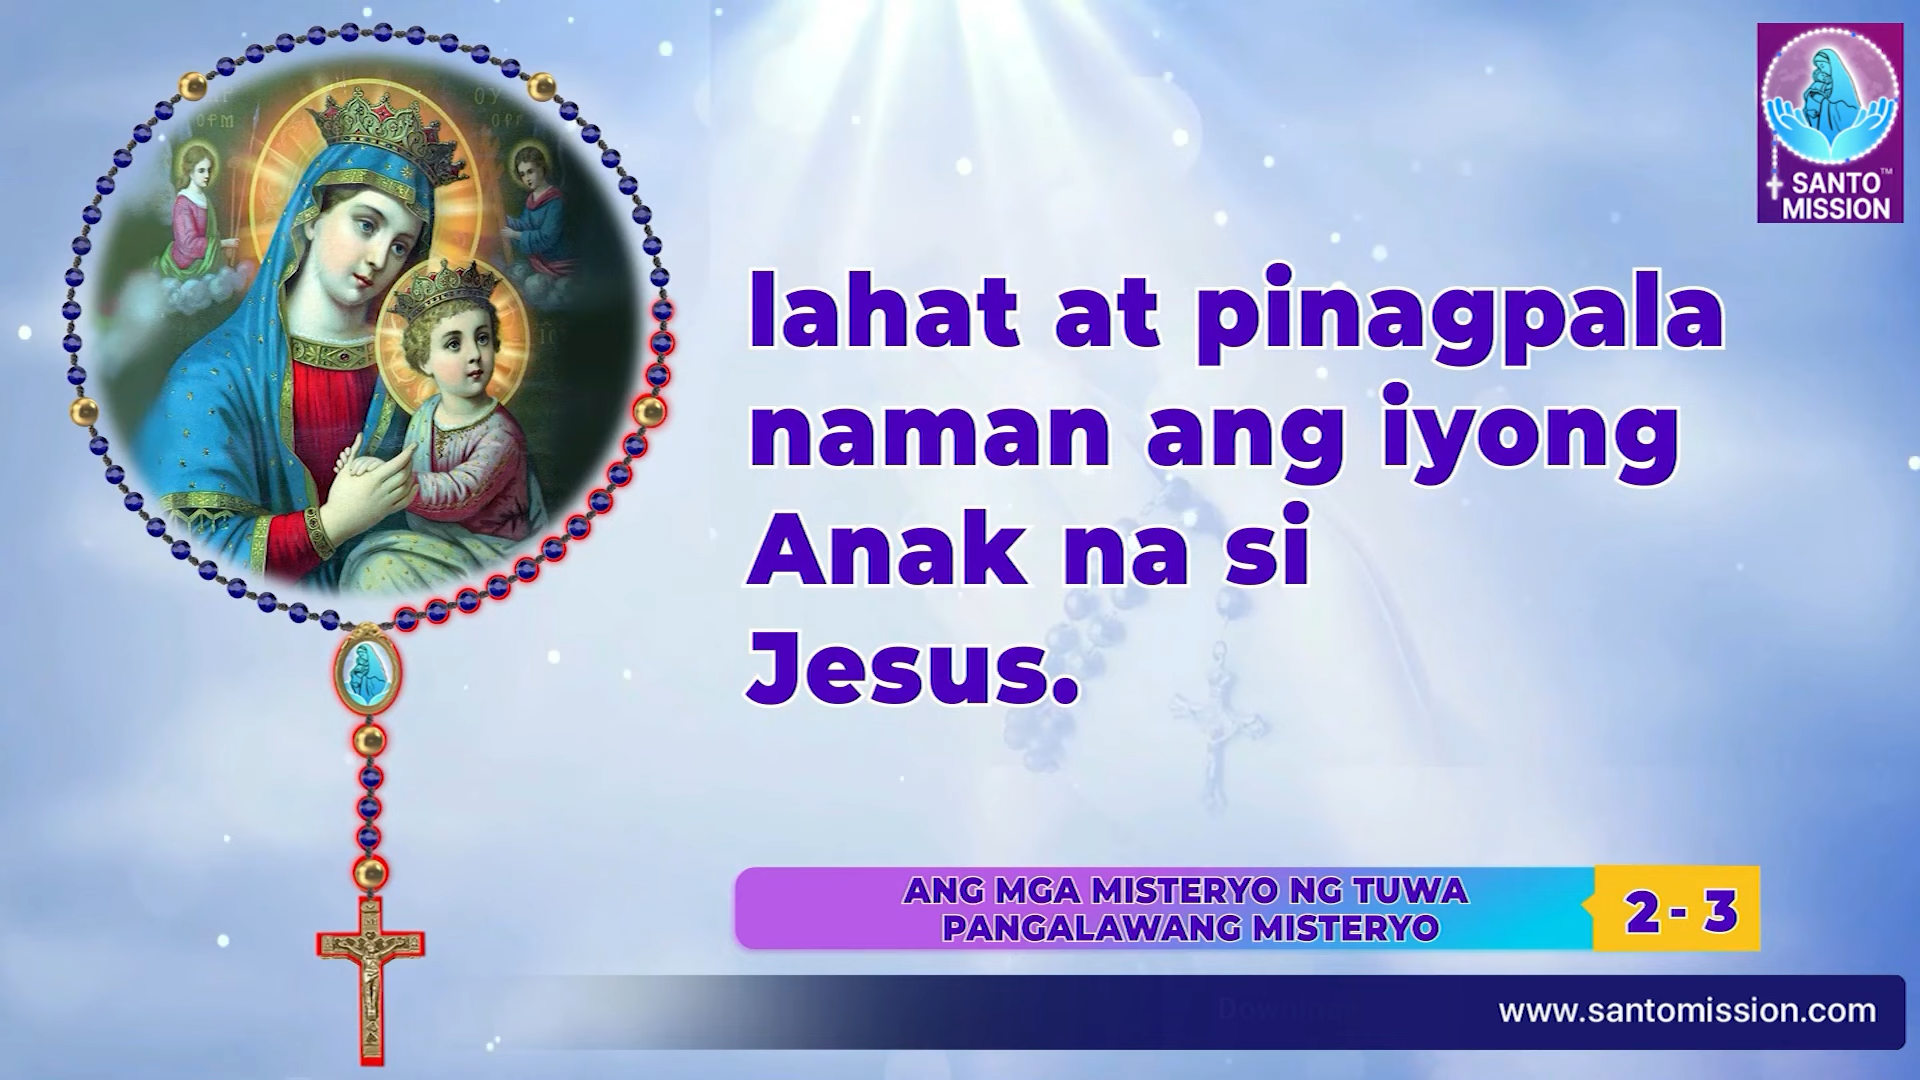 SANTO™
MISSION
lahat at pinagpala
naman ang iyong
Anak na si
Jesus.
ANG MGA MISTERYO NG TUWA
PANGALAWANG MISTERYO
2 - 3
www.santomission.com